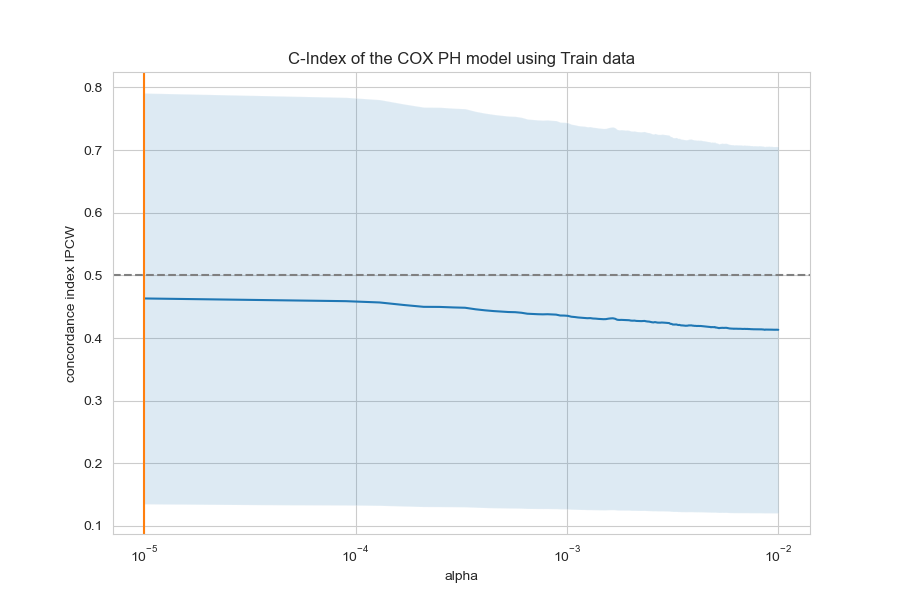 C-Index of the COX PH model using Train data
concordance index IPCW
0.8
0.7
0.6
0.5
0.4
0.3
0.2
0.1
10⁻⁵ 10⁻⁴ 10⁻³ 10⁻²
alpha